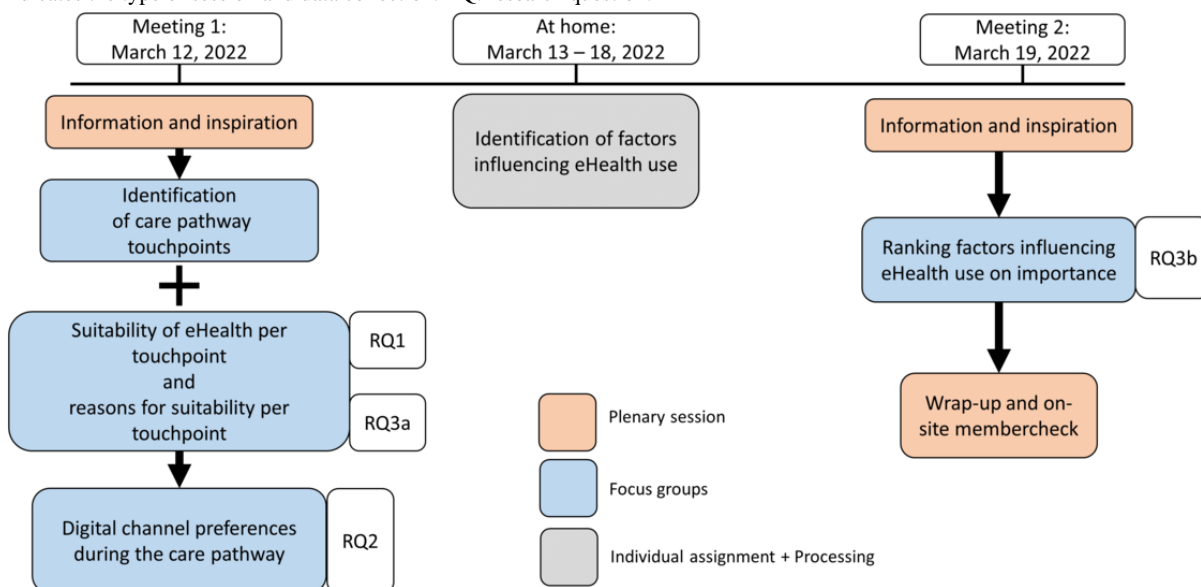 Meeting 1:
March 12, 2022
At home:
March 13 – 18, 2022
Meeting 2:
March 19, 2022
Information and inspiration
Identification
of care pathway
touchpoints
+
Suitability of eHealth per
touchpoint
and
reasons for suitability per
touchpoint
RQ1
RQ3a
Digital channel preferences
during the care pathway
RQ2
Identification of factors
influencing eHealth use
Information and inspiration
Ranking factors influencing
eHealth use on importance
RQ3b
Wrap-up and on-
site membercheck
Plenary session
Focus groups
Individual assignment + Processing